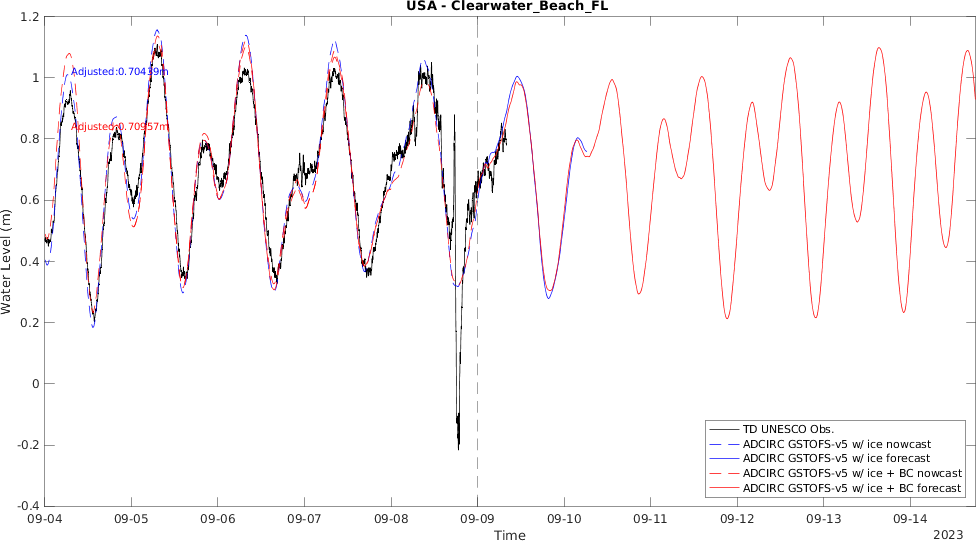 USA - Clearwater_Beach_FL
1.2
1
0.8
0.6
0.4
0.2
0
-0.2
-0.4
Water Level (m)
Adjusted:0.70439m
Adjusted:0.70957m
TD UNESCO Obs.
ADCIRC GSTOFS-v5 w/ ice nowcast
ADCIRC GSTOFS-v5 w/ ice forecast
ADCIRC GSTOFS-v5 w/ ice + BC nowcast
ADCIRC GSTOFS-v5 w/ ice + BC forecast
09-04 09-05 09-06 09-07 09-08 09-09 09-10 09-11 09-12 09-13 09-14
Time
2023